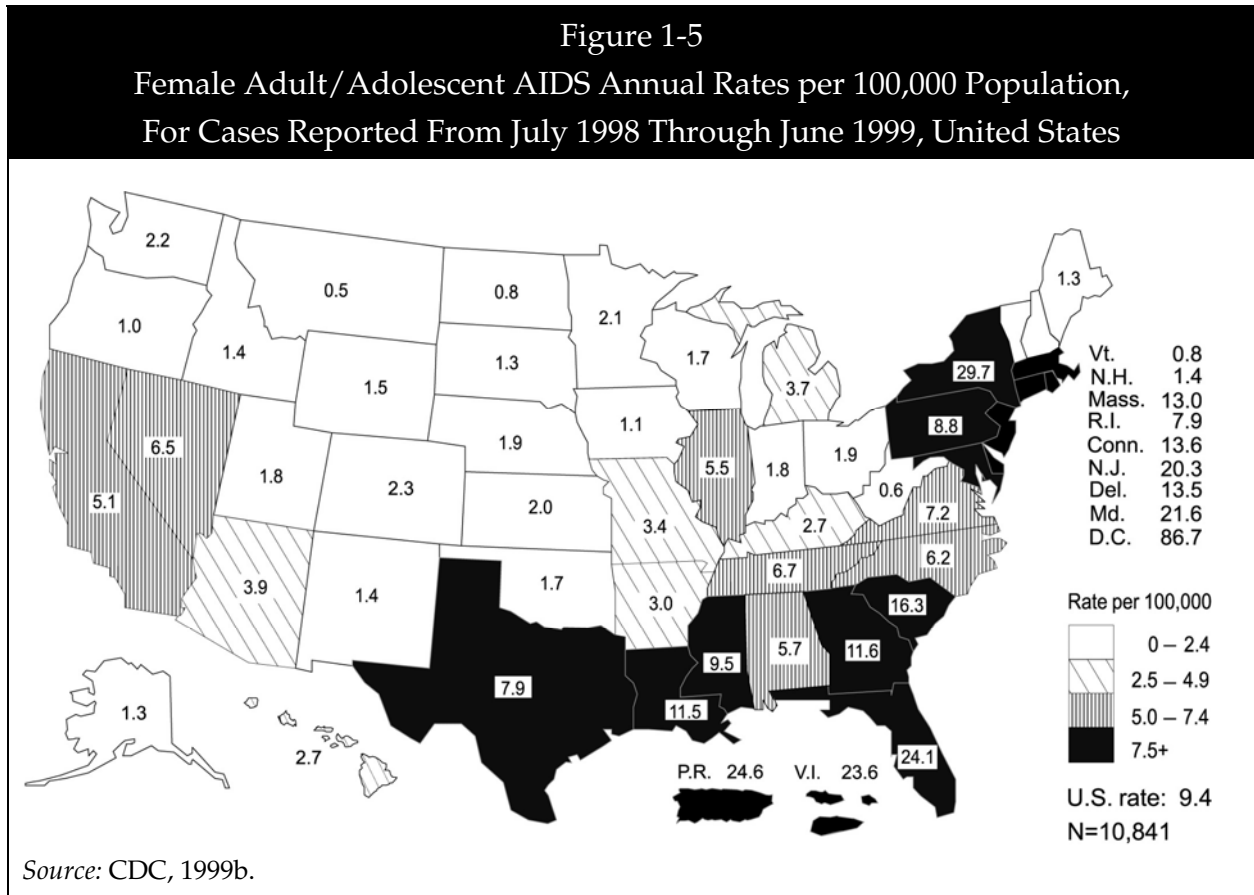 Figure 1-5
Female Adult/Adolescent AIDS Annual Rates per 100,000 Population,
For Cases Reported From July 1998 Through June 1999, United States
2.2
0.5
0.8
2.1
1.3
1.0
1.4
1.5
1.3
1.7
3.7
29.7
8.8
1.9
1.1
6.5
5.1
1.8
2.3
2.0
5.5
1.8
1.9
0.6
7.2
3.4
2.7
6.2
3.9
1.4
1.7
3.0
6.7
16.3
7.9
11.5
9.5
5.7
11.6
24.1
1.3
2.7
P.R. 24.6
V.I. 23.6
Vt. 0.8
N.H. 1.4
Mass. 13.0
R.I. 7.9
Conn. 13.6
N.J. 20.3
Del. 13.5
Md. 21.6
D.C. 86.7
Rate per 100,000
0 – 2.4
2.5 – 4.9
5.0 – 7.4
7.5+
U.S. rate: 9.4
N=10,841
Source: CDC, 1999b.